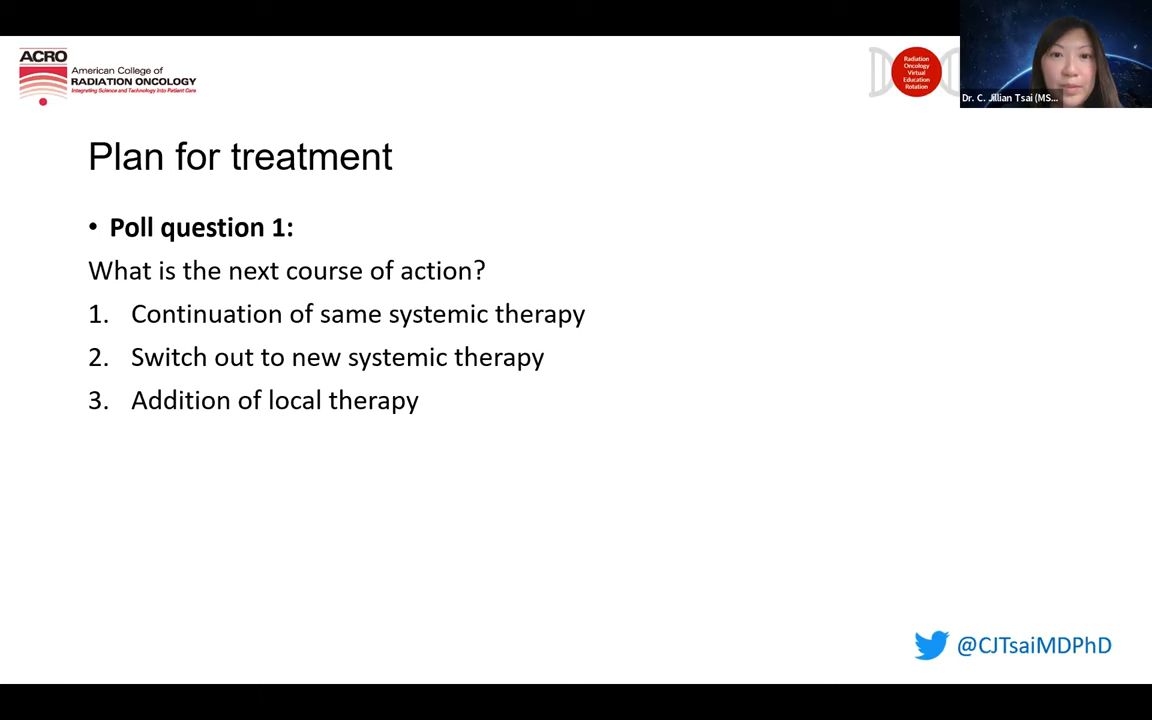 ACRO
American College of
RADIATION ONCOLOGY
Integrating Science and Technology into Patient Care
Radiation
Oncology
Virtual
Education
Rotation
Dr. C. Jillian Tsai (MS...
Plan for treatment
• Poll question 1:
What is the next course of action?
1. Continuation of same systemic therapy
2. Switch out to new systemic therapy
3. Addition of local therapy
@CJTsaiMDPhD